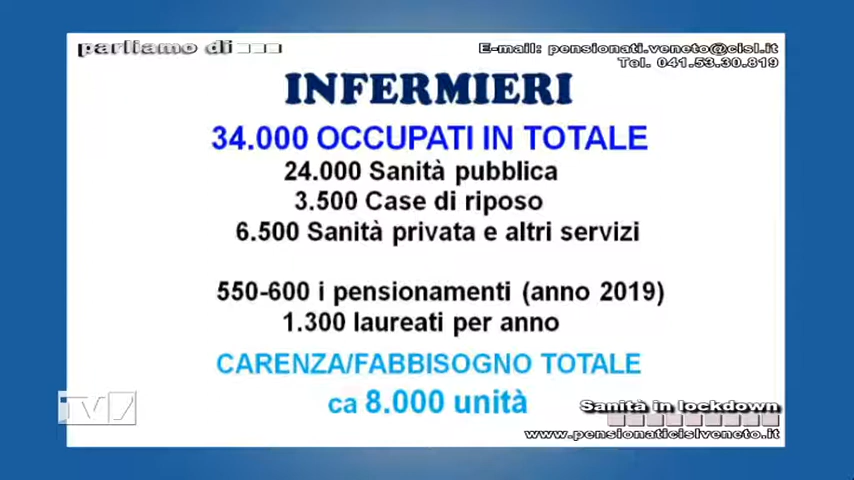 parliamo di
E-mail: pensionati.veneto@cisl.it
Tel. 041.53.30.819
INFERMIERI
34.000 OCCUPATI IN TOTALE
24.000 Sanità pubblica
3.500 Case di riposo
6.500 Sanità privata e altri servizi
550-600 i pensionamenti (anno 2019)
1.300 laureati per anno
CARENZA/FABBISOGNO TOTALE
ca 8.000 unità
TV7
Sanità in lockdown
www.pensionaticislveneto.it